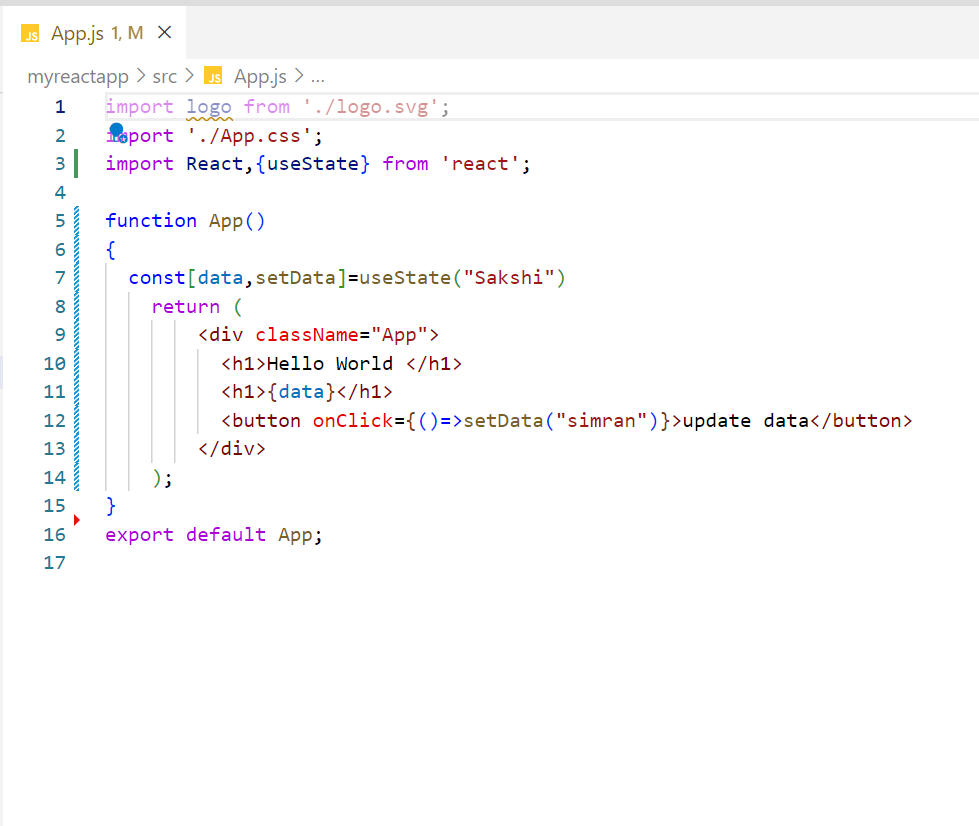 JS App.js 1, M ×
myreactapp > src > JS App.js > ...
1 import logo from './logo.svg';
2 import './App.css';
3 import React,{useState} from 'react';
4
5 function App()
6 {
7 const[data,setData]=useState("Sakshi")
8 return (
9 <div className="App">
10 <h1>Hello World </h1>
11 <h1>{data}</h1>
12 <button onClick={()=>setData("simran")}>update data</button>
13 </div>
14 );
15 }
16 export default App;
17